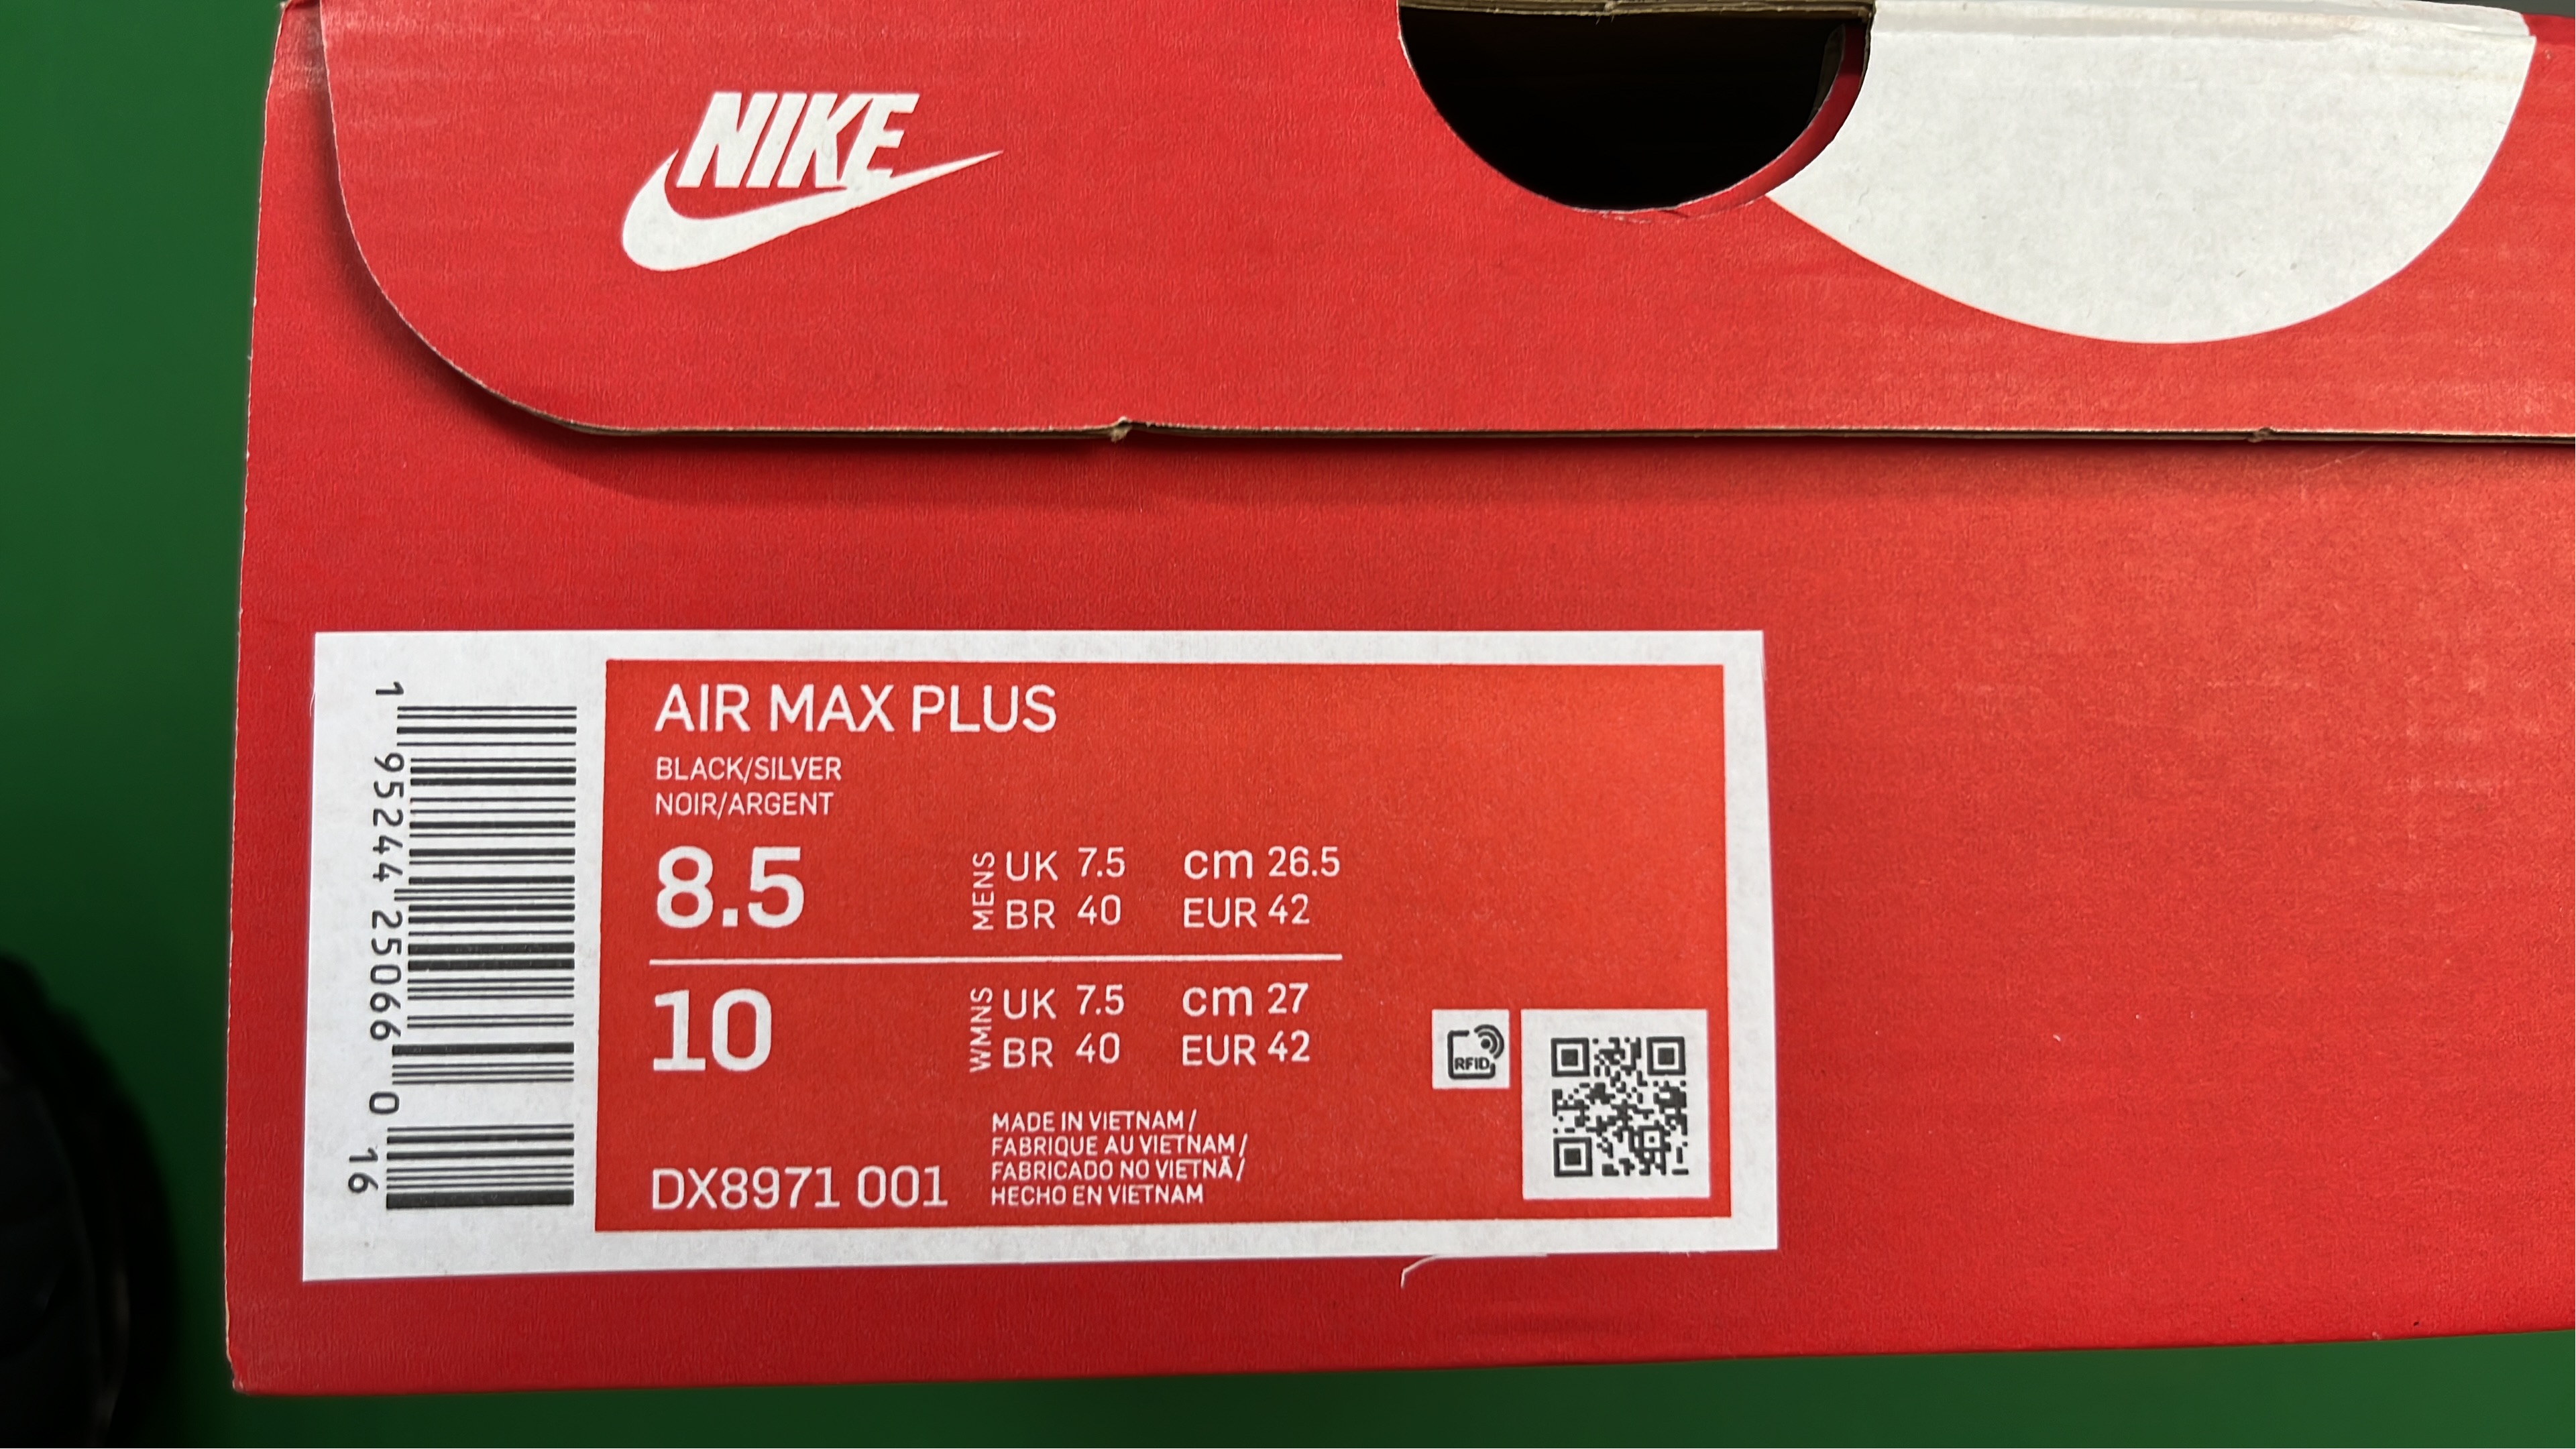 NIKE
AIR MAX PLUS
BLACK/SILVER
NOIR/ARGENT
8.5
MENS
UK 7.5 cm 26.5
BR 40 EUR 42
10
WMNS
UK 7.5 cm 27
BR 40 EUR 42
RFID
MADE IN VIETNAM /
FABRIQUE AU VIETNAM /
FABRICADO NO VIETNÃ /
HECHO EN VIETNAM
DX8971 001
1 95244 25066 0 16